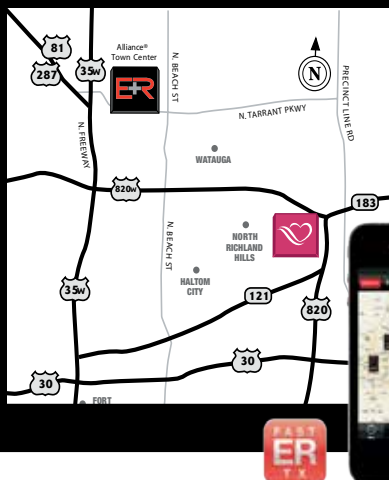 81
287
35W
Alliance®
Town Center
E+R
N. BEACH ST
N
PRECINCT LINE RD
N. TARRANT PKWY
N. FREEWAY
WATAUGA
820W
183
N. BEACH ST
NORTH
RICHLAND
HILLS
HALTOM
CITY
35W
121
820
30
30
FORT
FAST
ER
TX